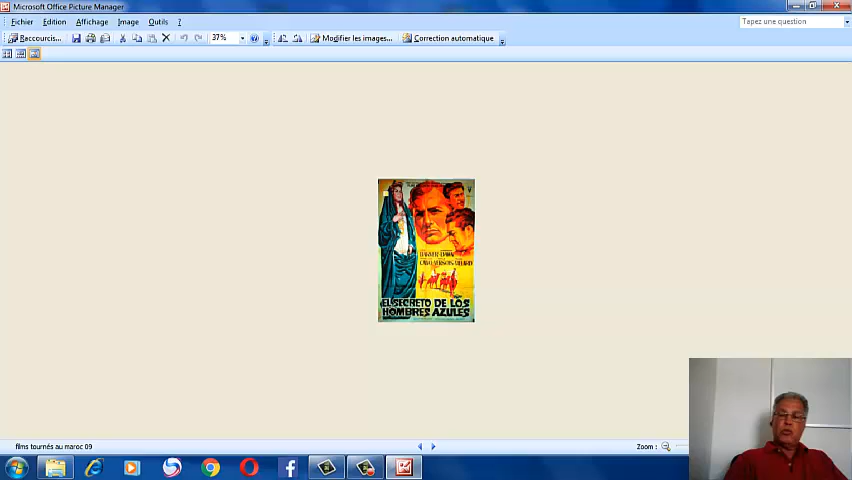 Microsoft Office Picture Manager
Fichier Edition Affichage Image Outils ?
Tapez une question
Raccourcis... 37% Modifier les images... Correction automatique
EL SECRETO DE LOS
HOMBRES AZULES
films tournés au maroc 09
Zoom :